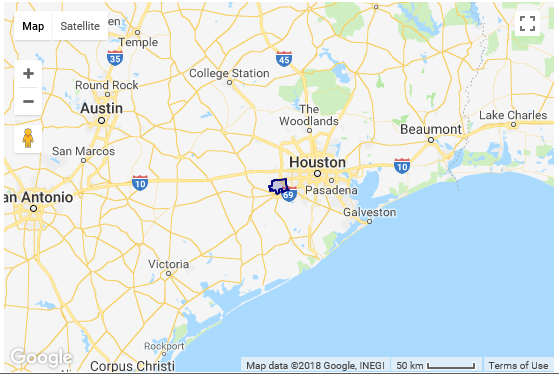 Map Satellite
en
Temple
35
45
College Station
Round Rock
Austin
The
Woodlands
Lake Charles
Beaumont
San Marcos
Houston
10
10
Pasadena
an Antonio
69
Galveston
Victoria
Rockport
Corpus Christi
Google
Map data ©2018 Google, INEGI 50 km Terms of Use